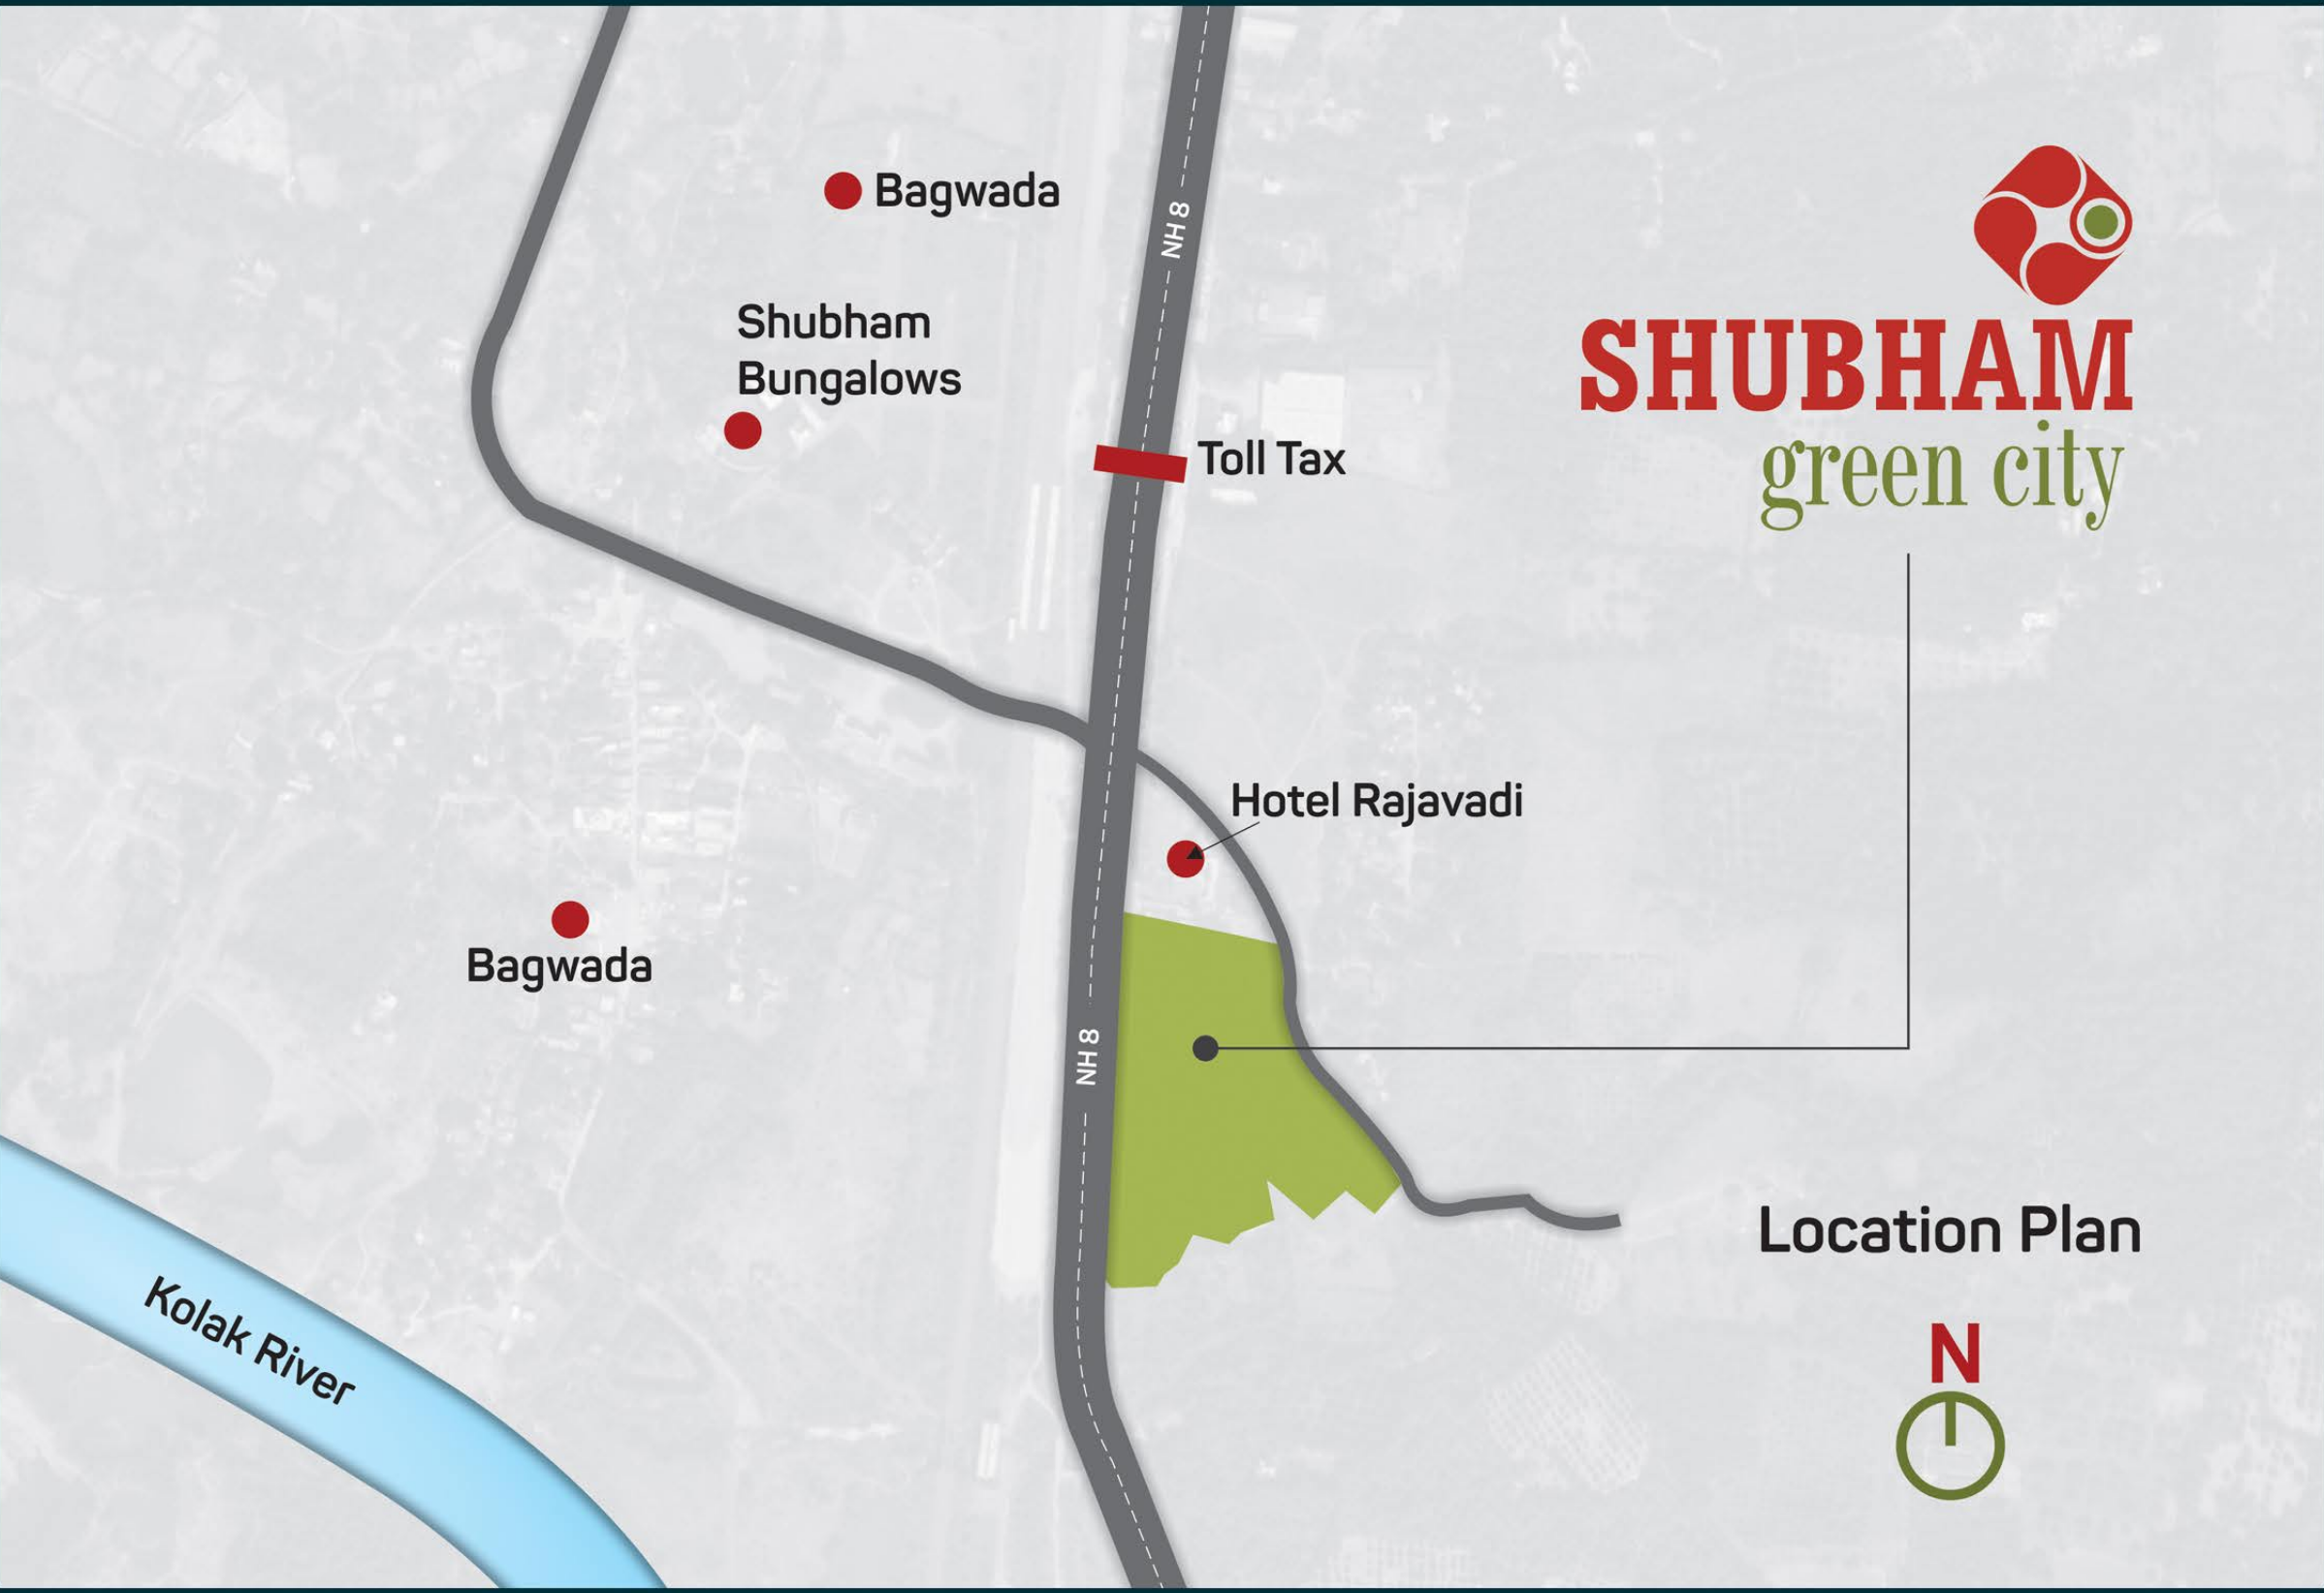 Bagwada
NH 8
Shubham
Bungalows
SHUBHAM
green city
Toll Tax
Hotel Rajavadi
Bagwada
NH 8
Location Plan
Kolak River
N